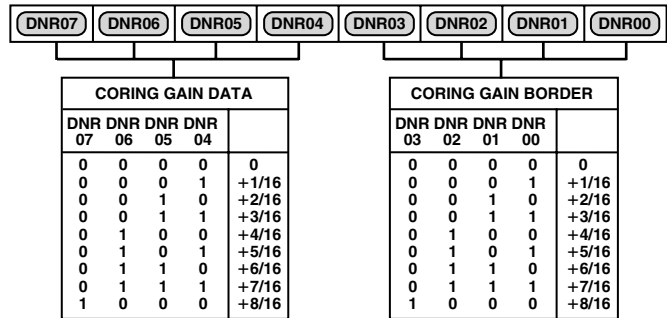 DNR07 DNR06 DNR05 DNR04 DNR03 DNR02 DNR01 DNR00
CORING GAIN DATA
DNR DNR DNR DNR
07 06 05 04
0 0 0 0 0
0 0 0 1 +1/16
0 0 1 0 +2/16
0 0 1 1 +3/16
0 1 0 0 +4/16
0 1 0 1 +5/16
0 1 1 0 +6/16
0 1 1 1 +7/16
1 0 0 0 +8/16
CORING GAIN BORDER
DNR DNR DNR DNR
03 02 01 00
0 0 0 0 0
0 0 0 1 +1/16
0 0 1 0 +2/16
0 0 1 1 +3/16
0 1 0 0 +4/16
0 1 0 1 +5/16
0 1 1 0 +6/16
0 1 1 1 +7/16
1 0 0 0 +8/16